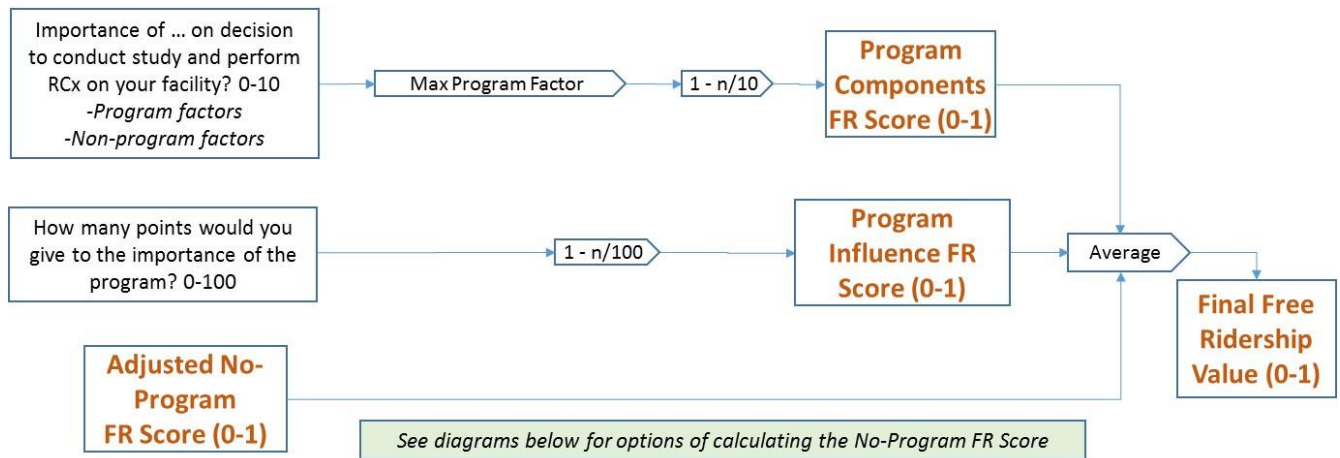 Importance of ... on decision
to conduct study and perform
RCx on your facility? 0-10
-Program factors
-Non-program factors
Max Program Factor
1 - n/10
Program
Components
FR Score (0-1)
How many points would you
give to the importance of the
program? 0-100
1 - n/100
Program
Influence FR
Score (0-1)
Average
Final Free
Ridership
Value (0-1)
Adjusted No-
Program
FR Score (0-1)
See diagrams below for options of calculating the No-Program FR Score